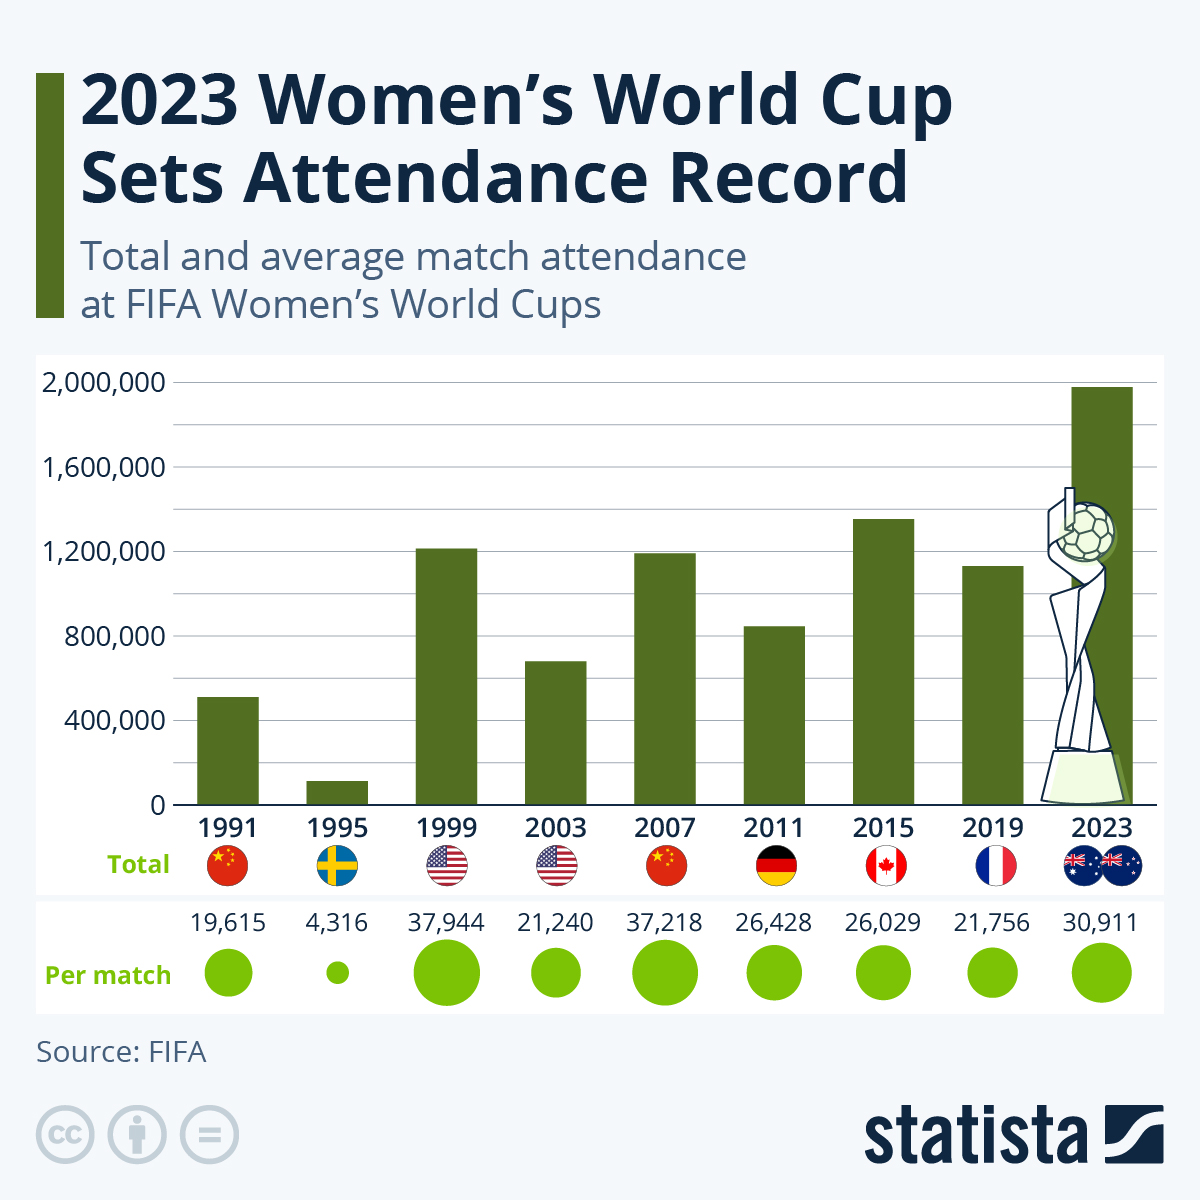 2023 Women’s World Cup
Sets Attendance Record
Total and average match attendance
at FIFA Women’s World Cups
2,000,000
1,600,000
1,200,000
800,000
400,000
0
1991 1995 1999 2003 2007 2011 2015 2019 2023
Total
19,615 4,316 37,944 21,240 37,218 26,428 26,029 21,756 30,911
Per match
Source: FIFA
cc
statista